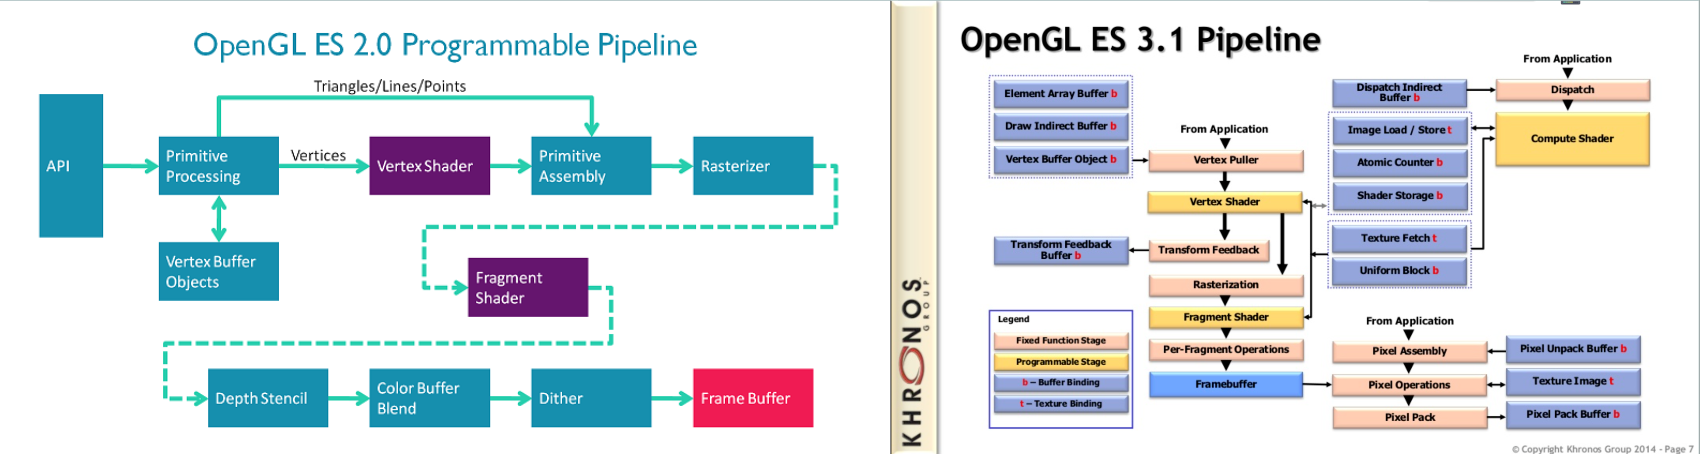 OpenGL ES 2.0 Programmable Pipeline
Triangles/Lines/Points
API
Primitive
Processing
Vertices
Vertex Shader
Primitive
Assembly
Rasterizer
Vertex Buffer
Objects
Fragment
Shader
Depth Stencil
Color Buffer
Blend
Dither
Frame Buffer
KHRONOS
GROUP
OpenGL ES 3.1 Pipeline
Element Array Buffer b
Draw Indirect Buffer b
Vertex Buffer Object b
From Application
Vertex Puller
Vertex Shader
Transform Feedback
Buffer b
Transform Feedback
Rasterization
Fragment Shader
Per-Fragment Operations
Framebuffer
Legend
Fixed Function Stage
Programmable Stage
b – Buffer Binding
t – Texture Binding
From Application
Dispatch Indirect
Buffer b
Dispatch
Image Load / Store t
Atomic Counter b
Shader Storage b
Compute Shader
Texture Fetch t
Uniform Block b
From Application
Pixel Assembly
Pixel Unpack Buffer b
Pixel Operations
Texture Image t
Pixel Pack
Pixel Pack Buffer b
© Copyright Khronos Group 2014 - Page 7